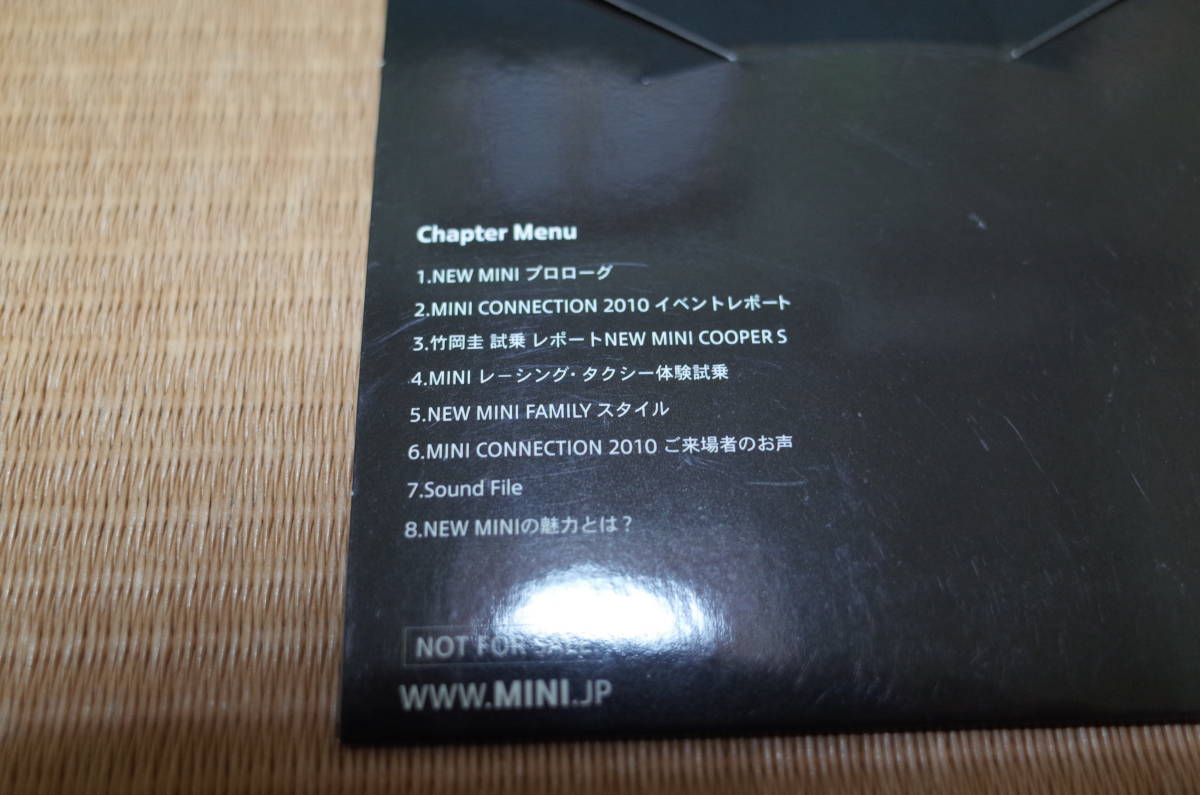 Chapter Menu
1.NEW MINI プロローグ
2.MINI CONNECTION 2010 イベントレポート
3.竹岡圭 試乗 レポートNEW MINI COOPER S
4.MINI レーシング・タクシー体験試乗
5.NEW MINI FAMILY スタイル
6.MINI CONNECTION 2010 ご来場者のお声
7.Sound File
8.NEW MINIの魅力とは？
NOT FOR SALE
WWW.MINI.JP